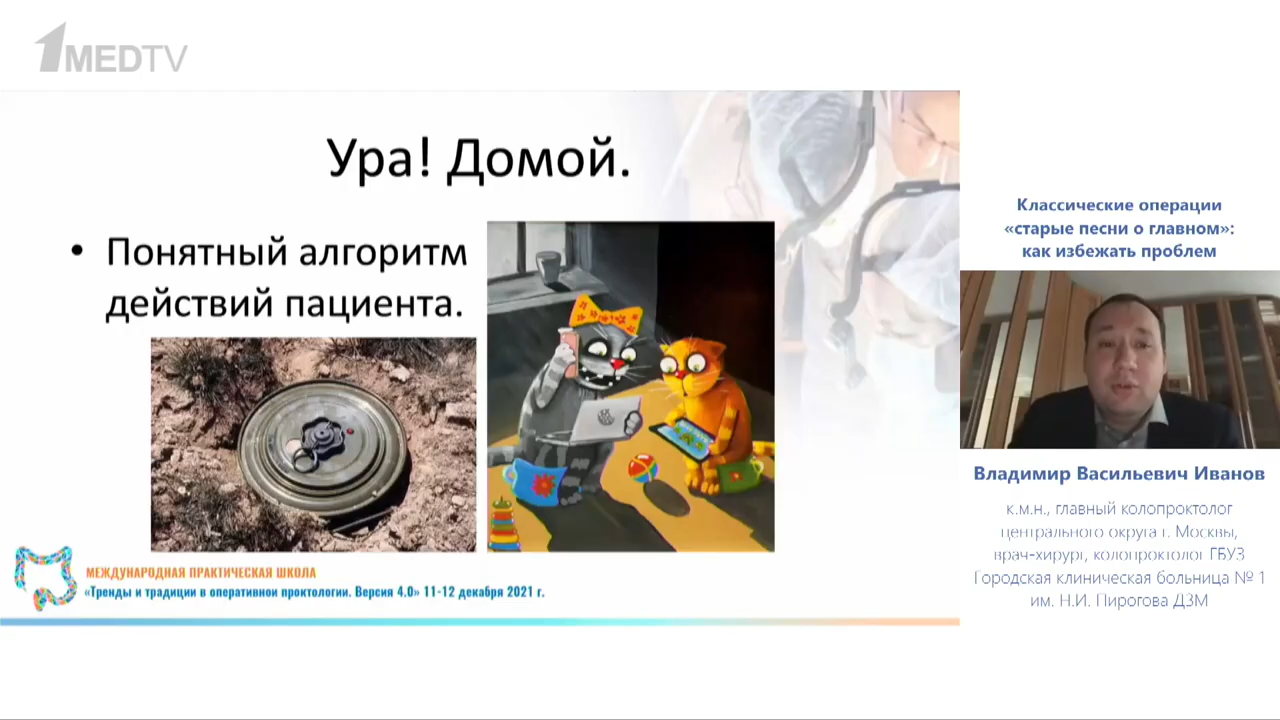 1MEDTV
Ура! Домой.
• Понятный алгоритм
действий пациента.
МЕЖДУНАРОДНАЯ ПРАКТИЧЕСКАЯ ШКОЛА
«Тренды и традиции в оперативной проктологии. Версия 4.0» 11-12 декабря 2021 г.
Классические операции
«старые песни о главном»:
как избежать проблем
Владимир Васильевич Иванов
к.м.н., главный колопроктолог
центрального округа г. Москвы,
врач-хирург, колопроктолог ГБУЗ
Городская клиническая больница № 1
им. Н.И. Пирогова ДЗМ